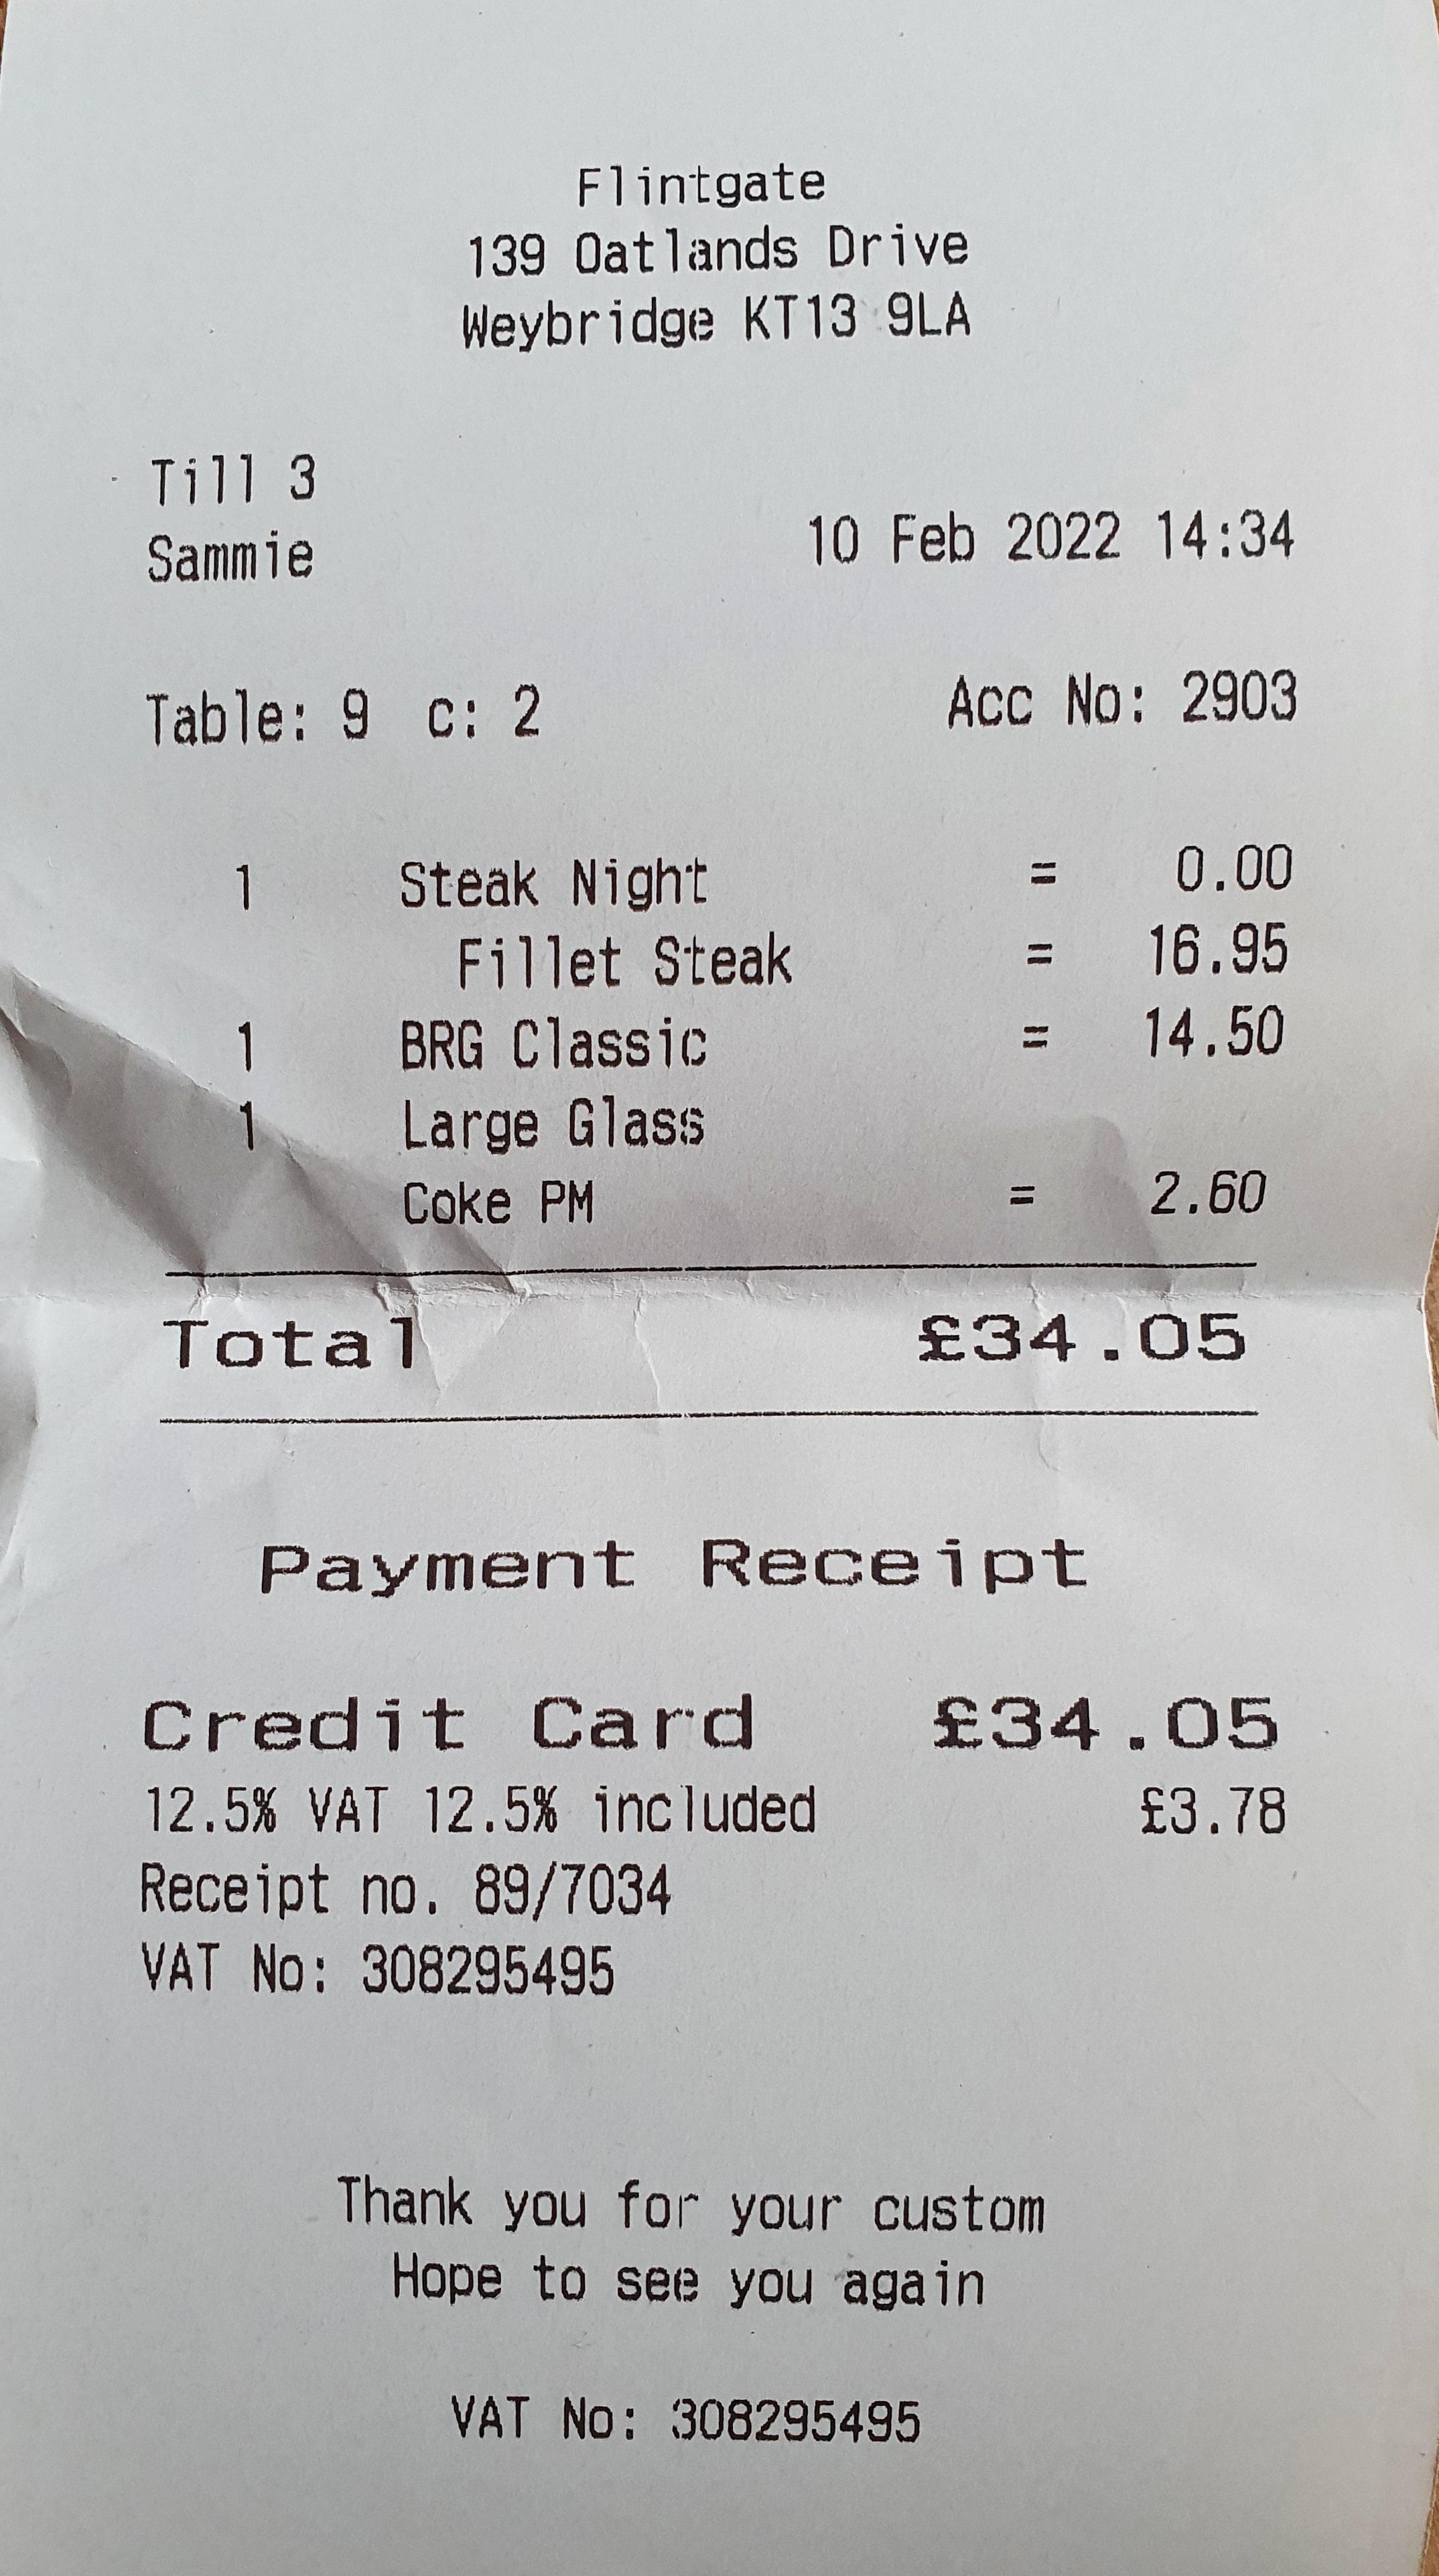 Flintgate
139 Oatlands Drive
Weybridge KT13 9LA
Till 3
Sammie 10 Feb 2022 14:34
Table: 9 c: 2 Acc No: 2903
1 Steak Night = 0.00
Fillet Steak = 16.95
1 BRG Classic = 14.50
1 Large Glass
Coke PM = 2.60
Total £34.05
Payment Receipt
Credit Card £34.05
12.5% VAT 12.5% included £3.78
Receipt no. 89/7034
VAT No: 308295495
Thank you for your custom
Hope to see you again
VAT No: 308295495